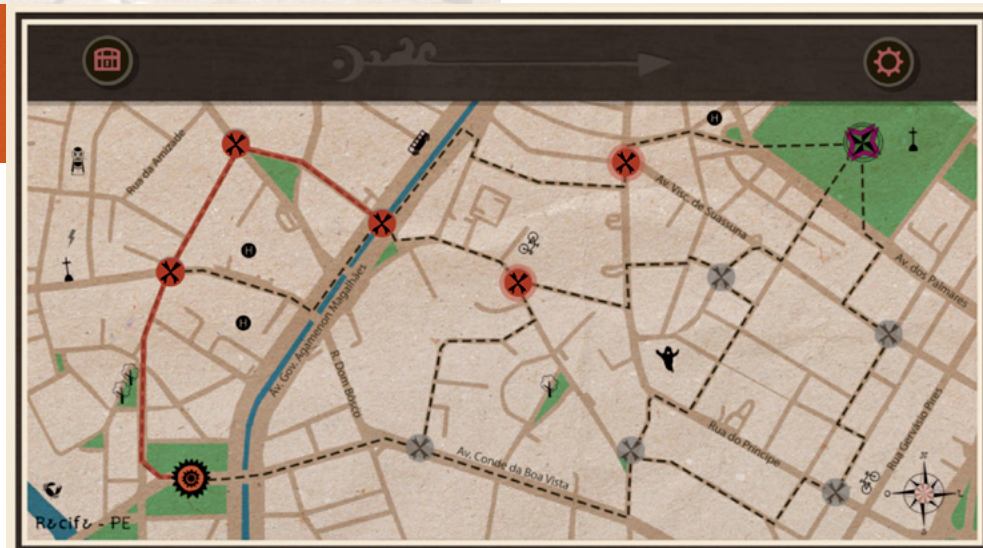 Rua da Amizade
H
Av. Visc. de Suassuna
H
Av. dos Palmares
Av. Gov. Agamenon Magalhães
H
R. Dom Bôsco
Rua do Principe
Rua Gervásio Pires
Av. Conde da Boa Vista
Recife - PE